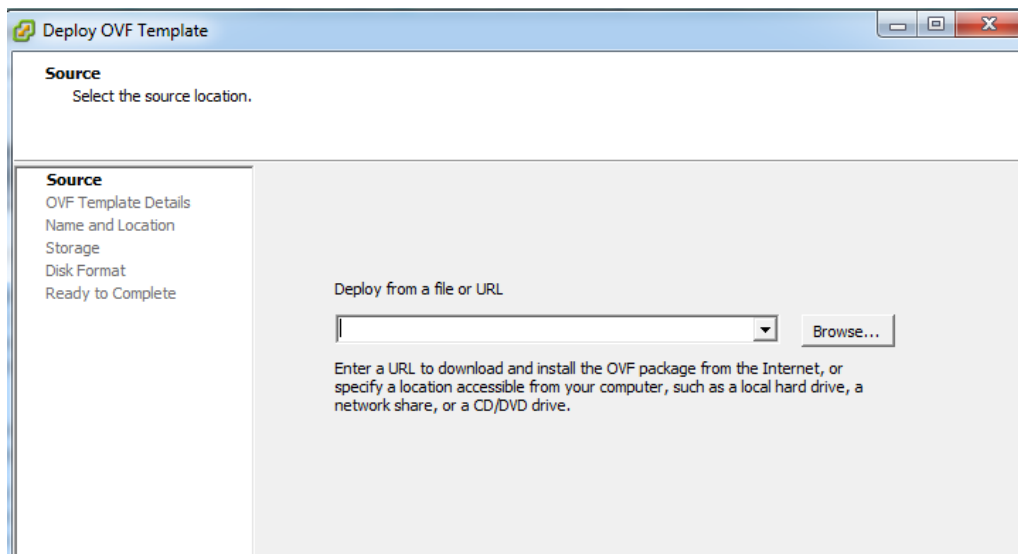 Deploy OVF Template
Source
Select the source location.
Source
OVF Template Details
Name and Location
Storage
Disk Format
Ready to Complete
Deploy from a file or URL
Browse...
Enter a URL to download and install the OVF package from the Internet, or
specify a location accessible from your computer, such as a local hard drive, a
network share, or a CD/DVD drive.